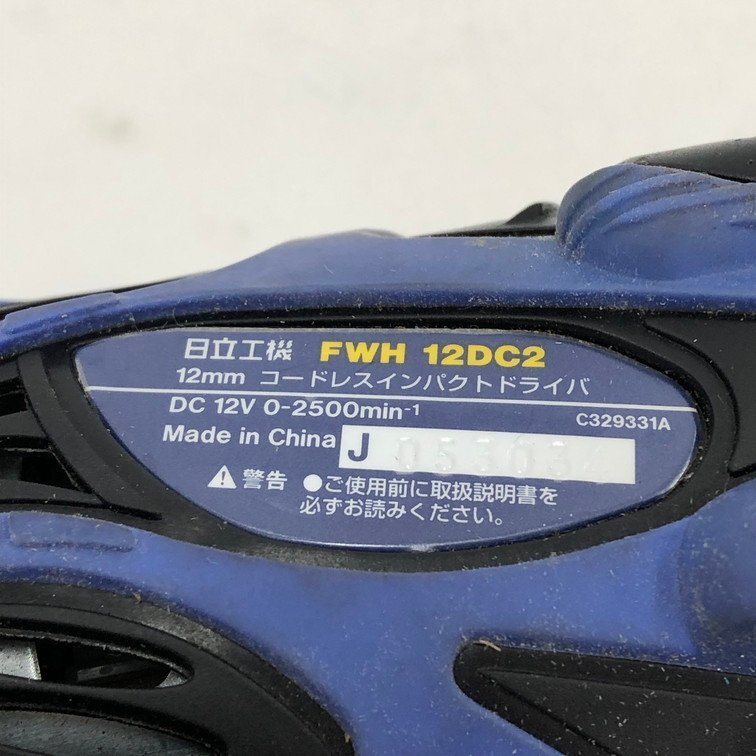 日立工機 FWH 12DC2
12mm コードレスインパクトドライバ
DC 12V 0-2500min⁻¹ C329331A
Made in China J
警告 ●ご使用前に取扱説明書を
必ずお読みください。